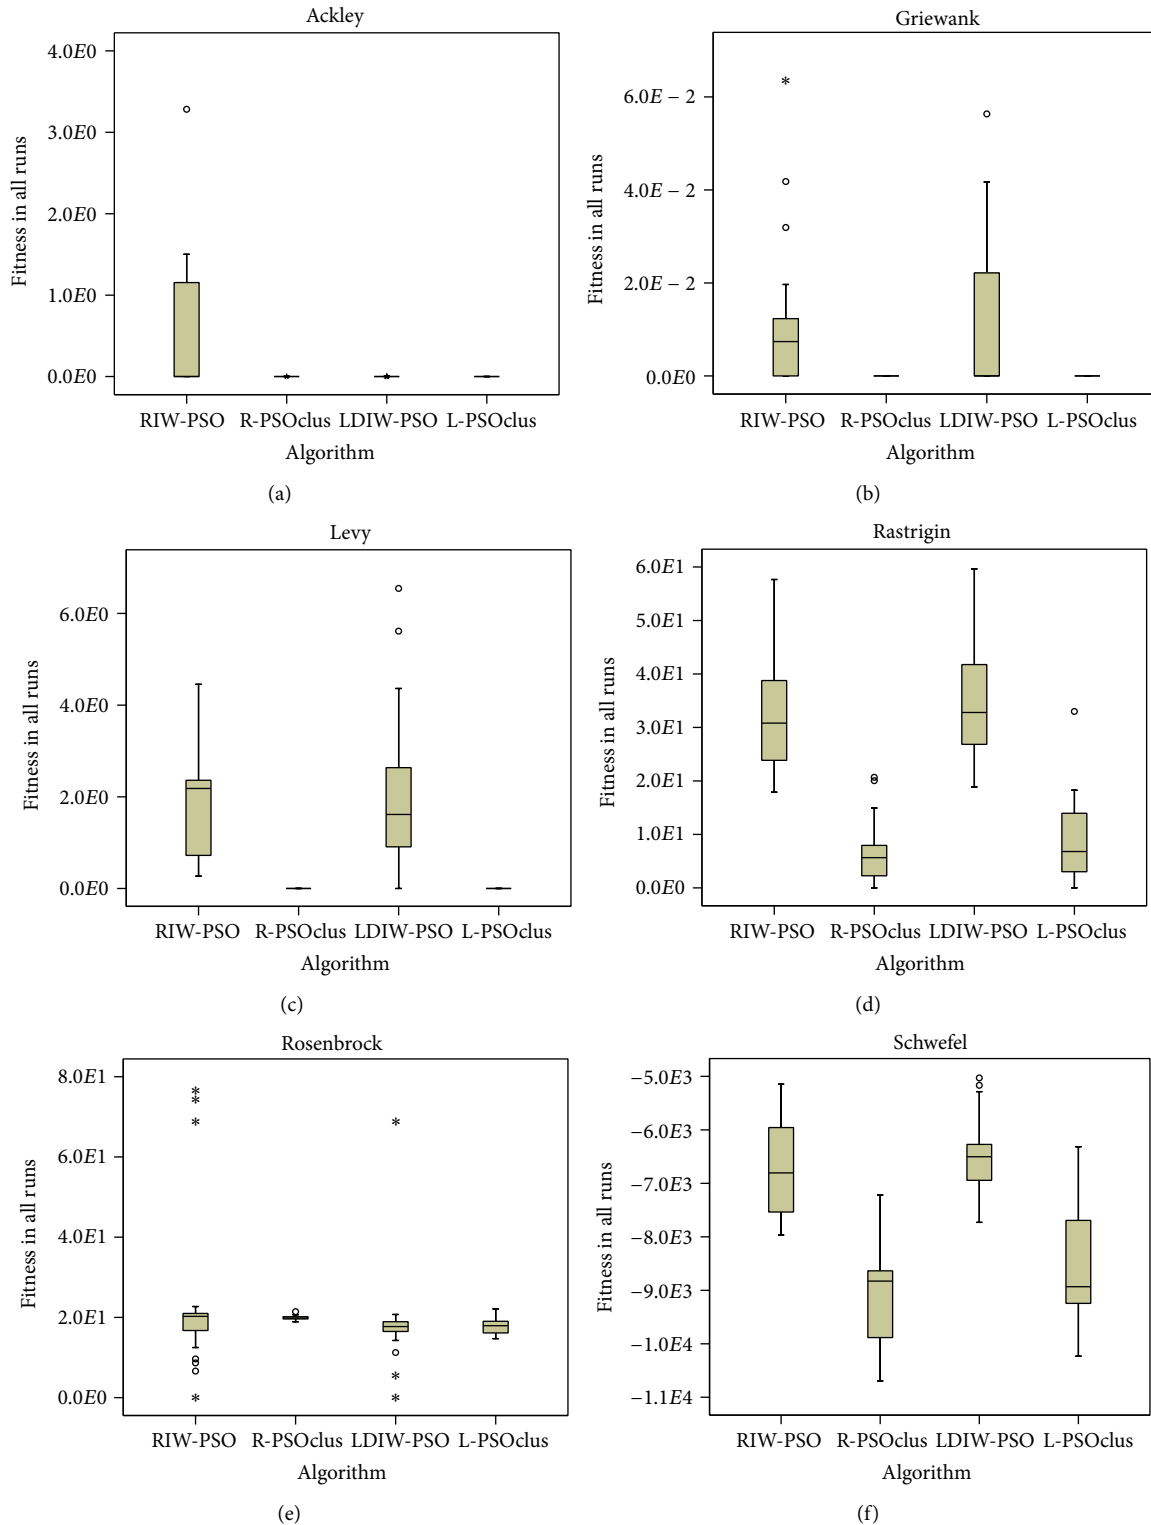 Ackley
4.0E0
3.0E0
2.0E0
1.0E0
0.0E0
Fitness in all runs
RIW-PSO R-PSOclus LDIW-PSO L-PSOclus
Algorithm
(a)
Griewank
6.0E − 2
4.0E − 2
2.0E − 2
0.0E0
Fitness in all runs
RIW-PSO R-PSOclus LDIW-PSO L-PSOclus
Algorithm
(b)
Levy
6.0E0
4.0E0
2.0E0
0.0E0
Fitness in all runs
RIW-PSO R-PSOclus LDIW-PSO L-PSOclus
Algorithm
(c)
Rastrigin
6.0E1
5.0E1
4.0E1
3.0E1
2.0E1
1.0E1
0.0E0
Fitness in all runs
RIW-PSO R-PSOclus LDIW-PSO L-PSOclus
Algorithm
(d)
Rosenbrock
8.0E1
6.0E1
4.0E1
2.0E1
0.0E0
Fitness in all runs
RIW-PSO R-PSOclus LDIW-PSO L-PSOclus
Algorithm
(e)
Schwefel
−5.0E3
−6.0E3
−7.0E3
−8.0E3
−9.0E3
−1.0E4
−1.1E4
Fitness in all runs
RIW-PSO R-PSOclus LDIW-PSO L-PSOclus
Algorithm
(f)